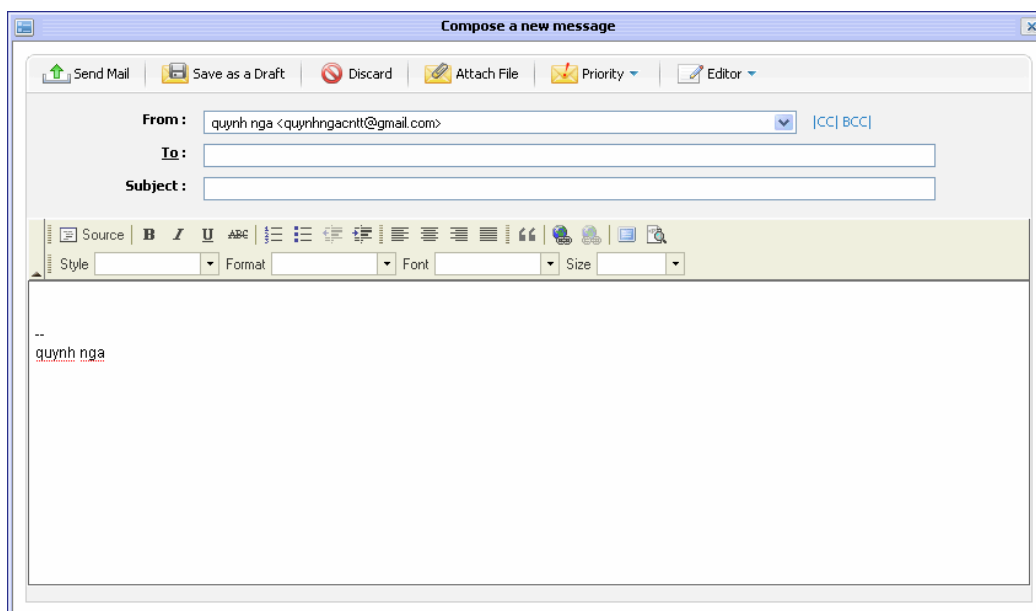 Compose a new message
Send Mail Save as a Draft Discard Attach File Priority Editor
From : quynh nga <quynhngacntt@gmail.com> |CC| BCC|
To :
Subject :
Source B I U ABC
Style Format Font Size
--
quynh nga